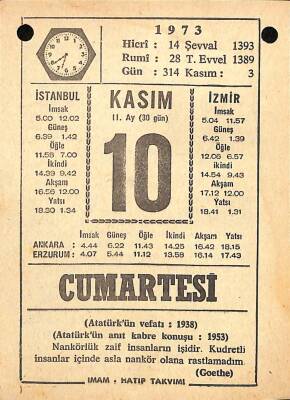 1973
Hicrî : 14 Şevval 1393
Rumî : 28 T. Evvel 1389
Gün : 314 Kasım : 3
İSTANBUL
İmsak
5.00 12.02
Güneş
6.39 1.42
Öğle
11.58 7.00
İkindi
14.39 9.42
Akşam
16.56 12.00
Yatsı
18.30 1.34
KASIM
11. Ay (30 gün)
10
İZMİR
İmsak
5.04 11.57
Güneş
6.42 1.39
Öğle
12.06 6.57
İkindi
14.54 9.43
Akşam
17.12 12.00
Yatsı
18.41 1.31
İmsak Güneş Öğle İkindi Akşam Yatsı
ANKARA : 4.44 6.22 11.43 14.25 16.42 18.15
ERZURUM: 4.07 5.44 11.12 13.58 16.14 17.43
CUMARTESİ
(Atatürk'ün vefatı : 1938)
(Atatürk'ün anıt kabre konuşu : 1953)
Nankörlük zaif insanların işidir. Kudretli
insanlar içinde asla nankör olana rastlamadım.
(Goethe)
İMAM - HATİP TAKVİMİ